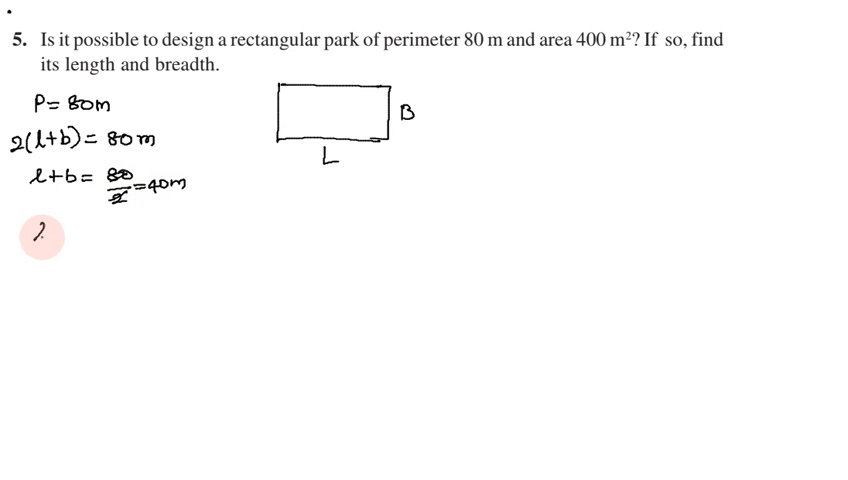 5. Is it possible to design a rectangular park of perimeter 80 m and area 400 m²? If so, find
its length and breadth.
P = 80m
2(l+b) = 80m
l+b = 80/2 = 40m
B
L